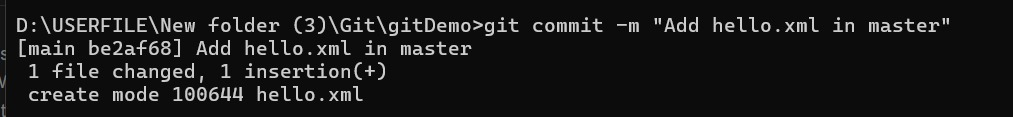 D:\USERFILE\New folder (3)\Git\gitDemo>git commit -m "Add hello.xml in master"
[main be2af68] Add hello.xml in master
 1 file changed, 1 insertion(+)
 create mode 100644 hello.xml